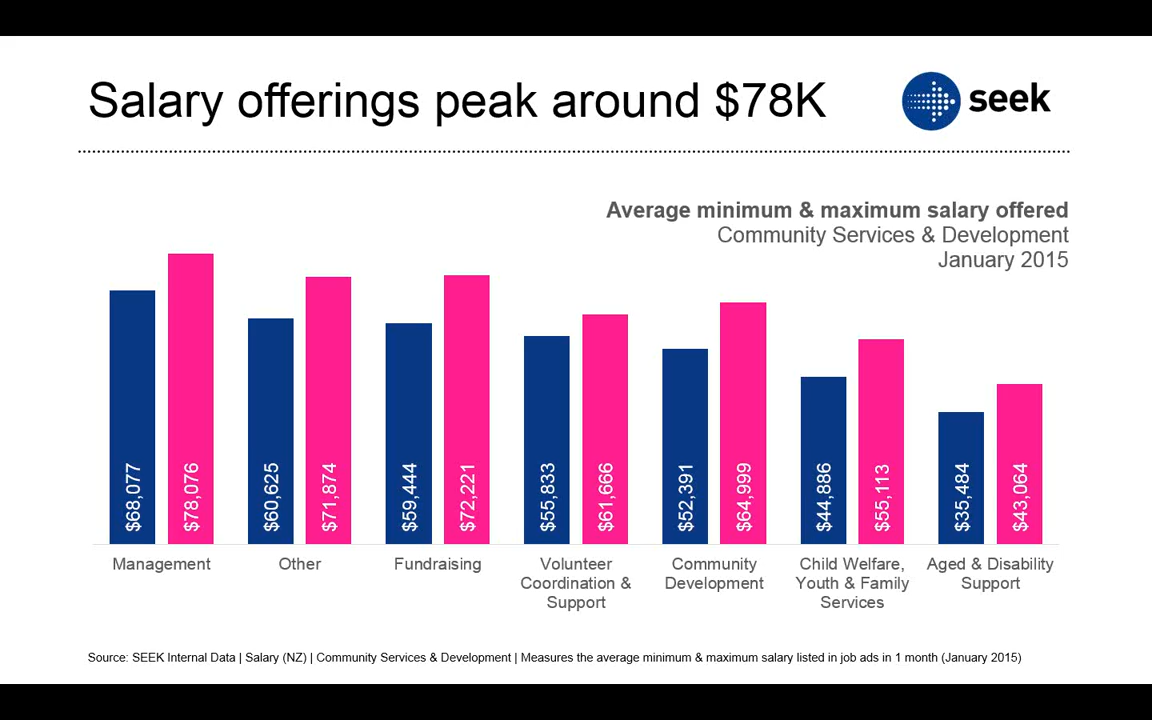 Salary offerings peak around $78K
seek
Average minimum & maximum salary offered
Community Services & Development
January 2015
$68,077
$78,076
$60,625
$71,874
$59,444
$72,221
$55,833
$61,666
$52,391
$64,999
$44,886
$55,113
$35,484
$43,064
Management
Other
Fundraising
Volunteer
Coordination &
Support
Community
Development
Child Welfare,
Youth & Family
Services
Aged & Disability
Support
Source: SEEK Internal Data | Salary (NZ) | Community Services & Development | Measures the average minimum & maximum salary listed in job ads in 1 month (January 2015)